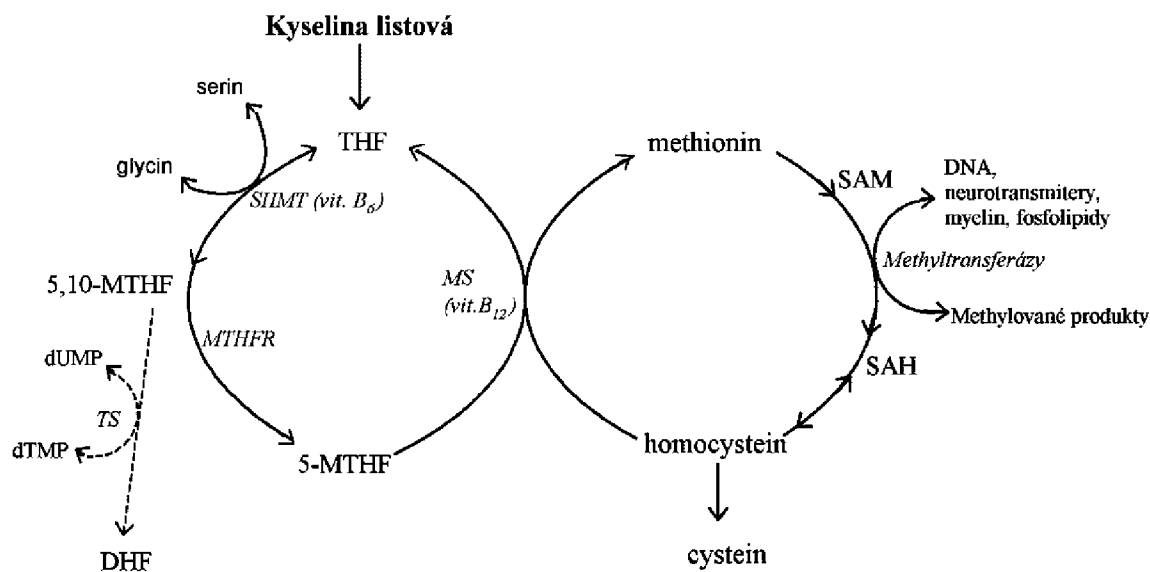 Kyselina listová
serin
THF
methionin
glycin
SHMT (vit. B6)
SAM
DNA,
neurotransmitery,
myelin, fosfolipidy
Methyltransferázy
5,10-MTHF
MS
(vit.B12)
Methylované produkty
MTHFR
dUMP
SAH
TS
dTMP
5-MTHF
homocystein
DHF
cystein